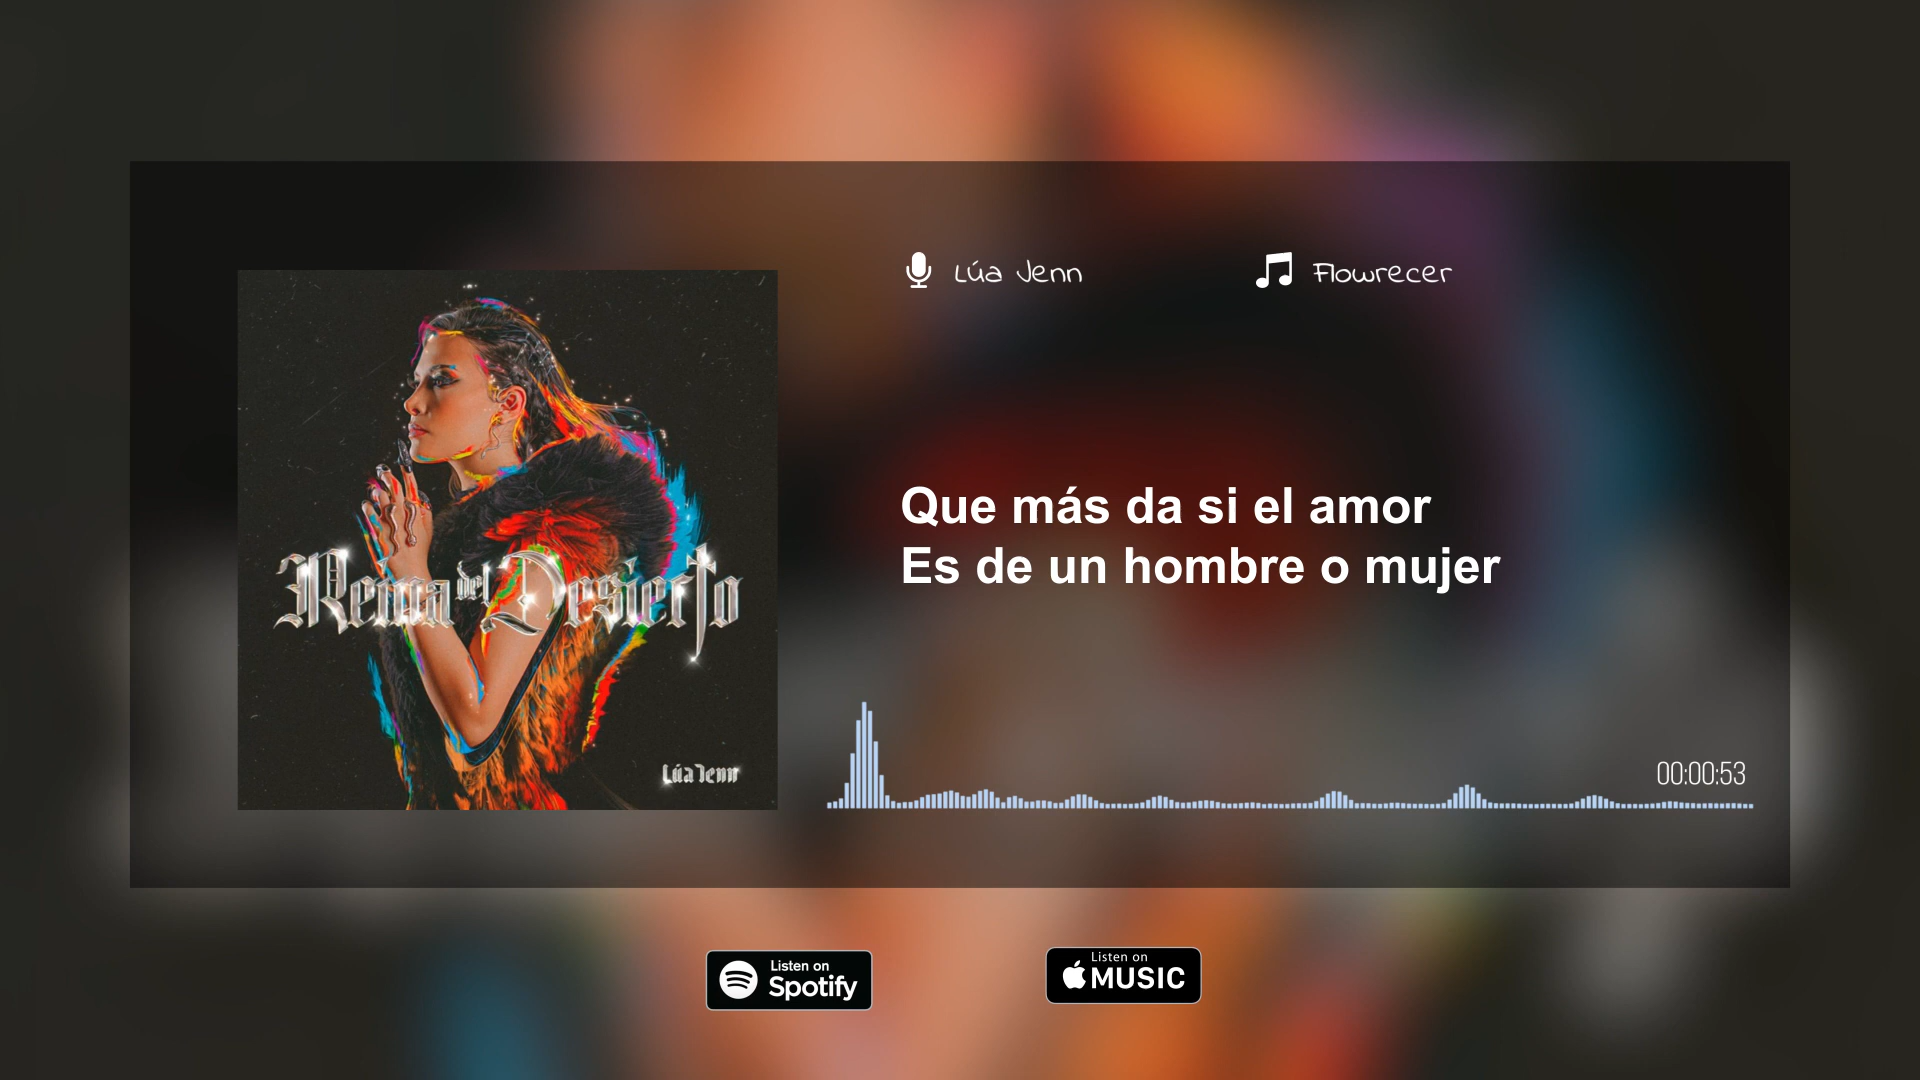 Lúa Jenn
Flowrecer
Reina del Desierto
Lúa Jenn
Que más da si el amor
Es de un hombre o mujer
00:00:53
Listen on
Spotify
Listen on
MUSIC